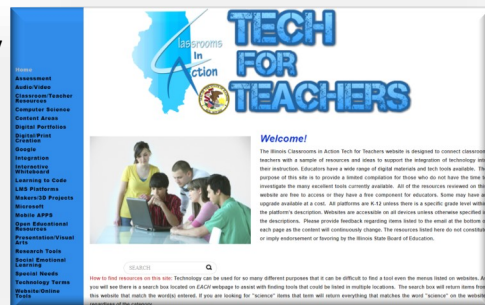 Classrooms
In
Action
TECH
FOR
TEACHERS
Home
Assessment
Audio/Video
Classroom/Teacher
Resources
Computer Science
Content Areas
Digital Portfolios
Digital/Print
Creation
Google
Integration
Interactive
Whiteboard
Learning to Code
LMS Platforms
Makers/3D Projects
Microsoft
Mobile APPS
Open Educational
Resources
Presentation/Visual
Arts
Research Tools
Social Emotional
Learning
Special Needs
Technology Terms
Website/Online
Tools
Welcome!
The Illinois Classrooms in Action Tech for Teachers website is designed to connect classroom
teachers with a sample of resources and ideas to support the integration of technology into
their instruction. Educators have a wide range of digital materials and tech tools available. The
purpose of this site is to provide a limited compilation for those who do not have the time to
investigate the many excellent tools currently available. All of the resources reviewed on this
website are free to access or they have a free component for educators. Some may have an
upgrade available at a cost. All platforms are K-12 unless there is a specific grade level within
the platform's description. Websites are accessible on all devices unless otherwise specified in
the descriptions. Please provide feedback regarding items listed to the email at the bottom of
each page as the content will continuously change. The resources listed here do not constitute
or imply endorsement or favoring by the Illinois State Board of Education.
SEARCH
How to find resources on this site: Technology can be used for so many different purposes that it can be difficult to find a tool even the menus listed on websites. As
you will see there is a search box located on EACH webpage to assist with finding tools that could be listed in multiple locations. The search box will return items from
this website that match the word(s) entered. If you are looking for "science" items that term will return everything that matches the word "science" on the website
regardless of the category.